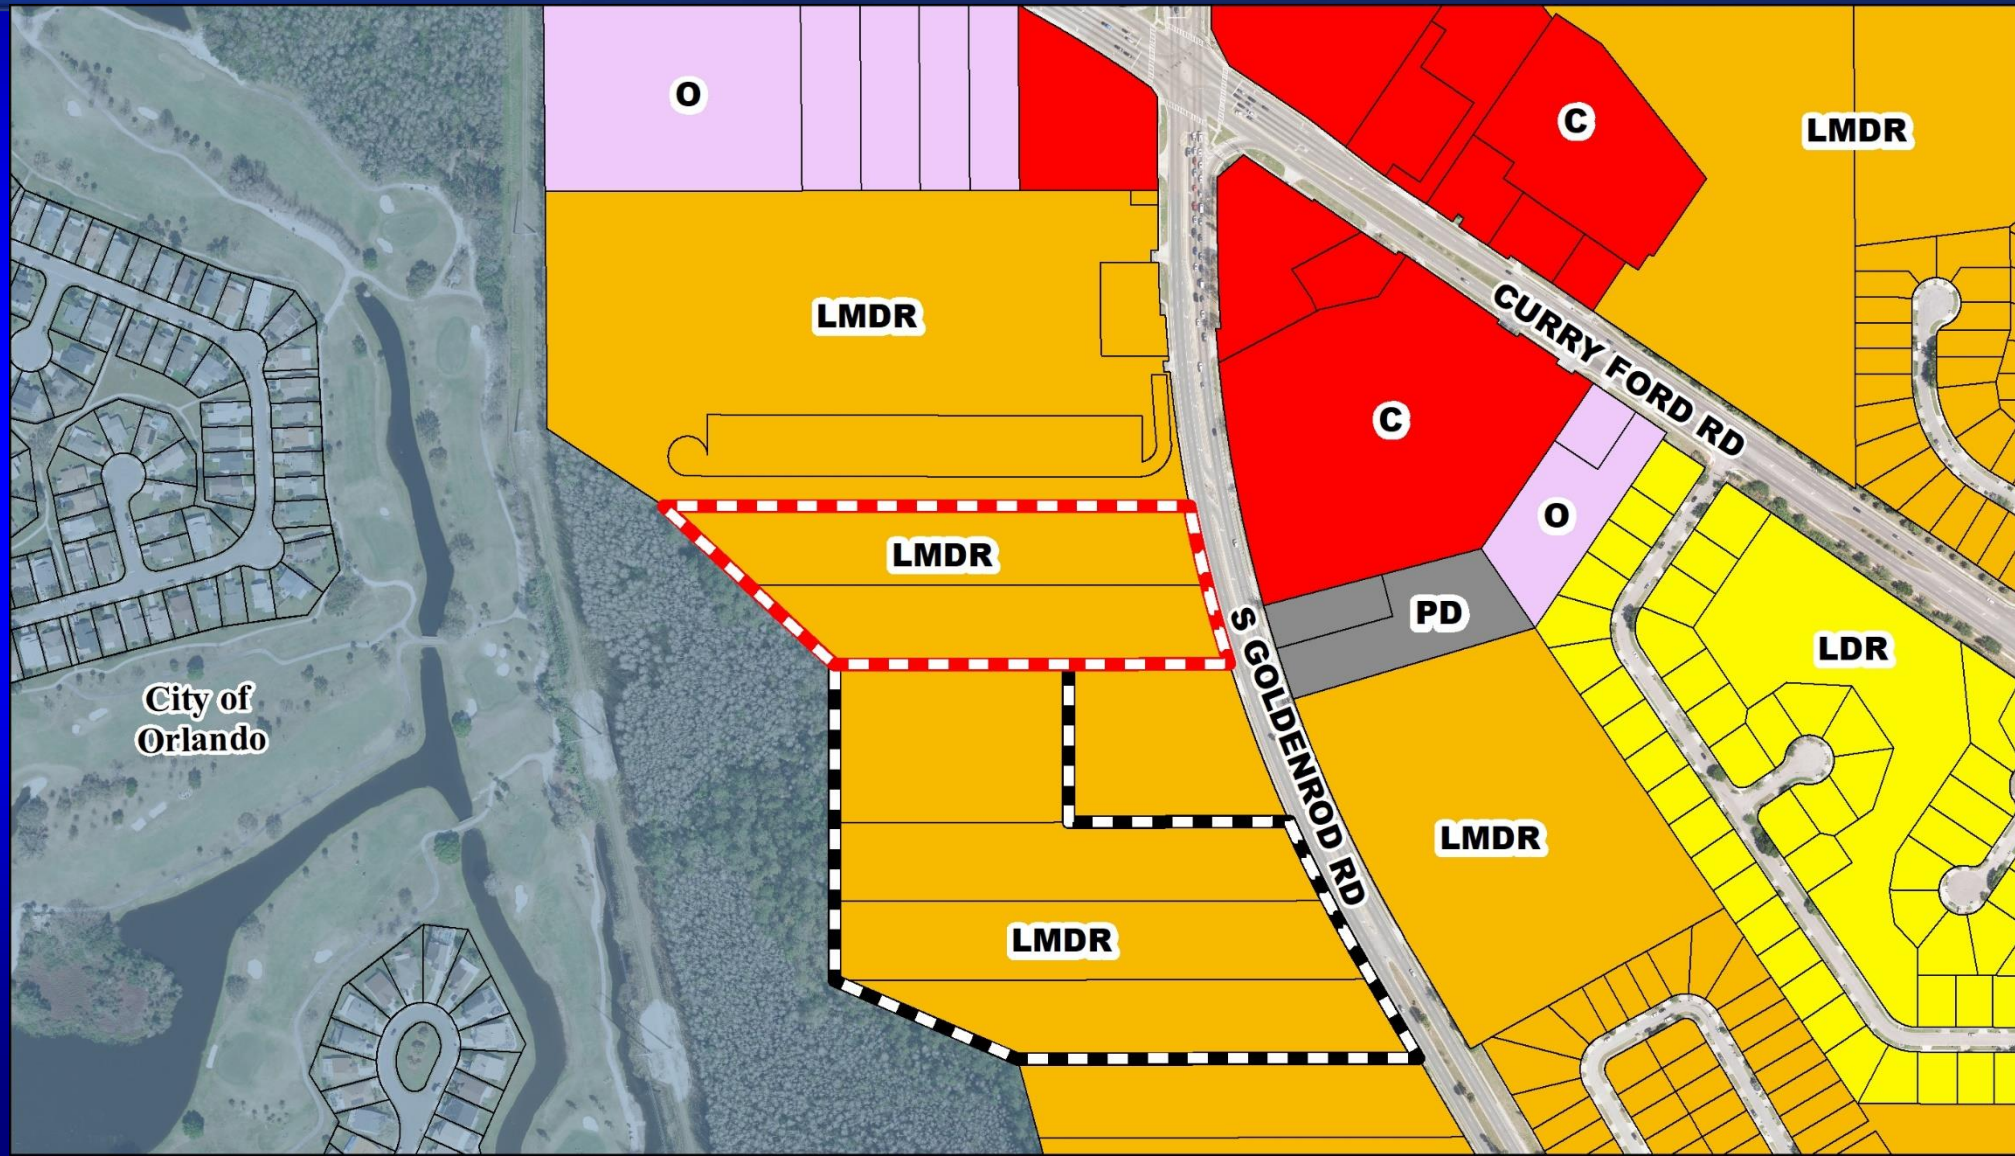 O
C
LMDR
LMDR
CURRY FORD RD
C
O
LMDR
PD
S GOLDENROD RD
LDR
City of
Orlando
LMDR
LMDR